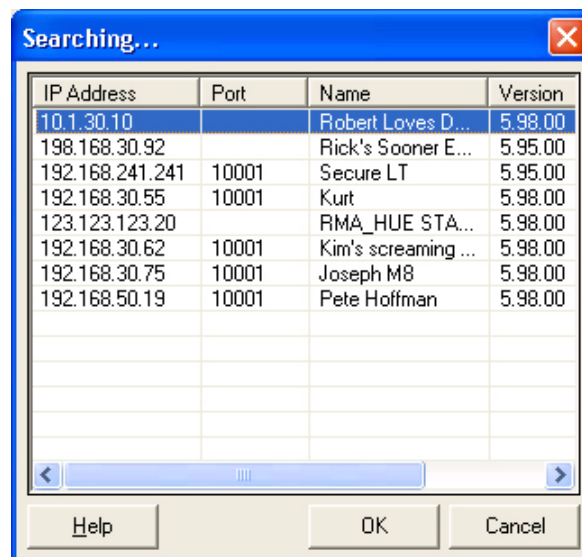 Searching...
IP Address Port Name Version
10.1.30.10 Robert Loves D... 5.98.00
198.168.30.92 Rick's Sooner E... 5.95.00
192.168.241.241 10001 Secure LT 5.95.00
192.168.30.55 10001 Kurt 5.98.00
123.123.123.20 RMA_HUE STA... 5.98.00
192.168.30.62 10001 Kim's screaming ... 5.98.00
192.168.30.75 10001 Joseph M8 5.98.00
192.168.50.19 10001 Pete Hoffman 5.98.00
Help OK Cancel